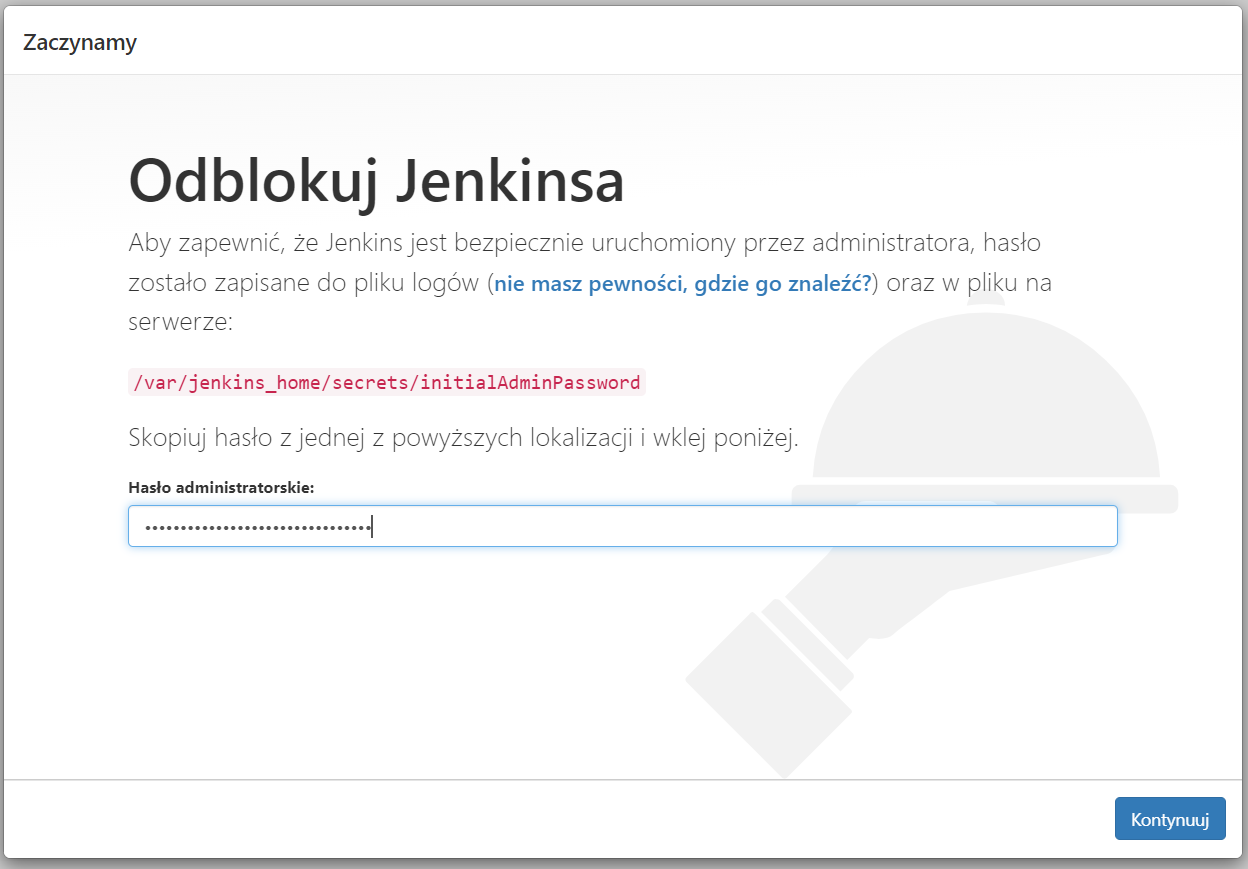 Zaczynamy
Odblokuj Jenkinsa
Aby zapewnić, że Jenkins jest bezpiecznie uruchomiony przez administratora, hasło
zostało zapisane do pliku logów (nie masz pewności, gdzie go znaleźć?) oraz w pliku na
serwerze:
/var/jenkins_home/secrets/initialAdminPassword
Skopiuj hasło z jednej z powyższych lokalizacji i wklej poniżej.
Hasło administratorskie:
••••••••••••••••••••••••••••••••
Kontynuuj